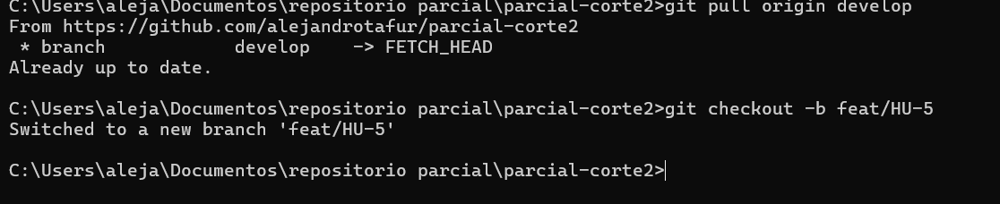 C:\Users\aleja\Documentos\repositorio parcial\parcial-corte2>git pull origin develop
From https://github.com/alejandrotafur/parcial-corte2
 * branch            develop    -> FETCH_HEAD
Already up to date.
C:\Users\aleja\Documentos\repositorio parcial\parcial-corte2>git checkout -b feat/HU-5
Switched to a new branch 'feat/HU-5'
C:\Users\aleja\Documentos\repositorio parcial\parcial-corte2>